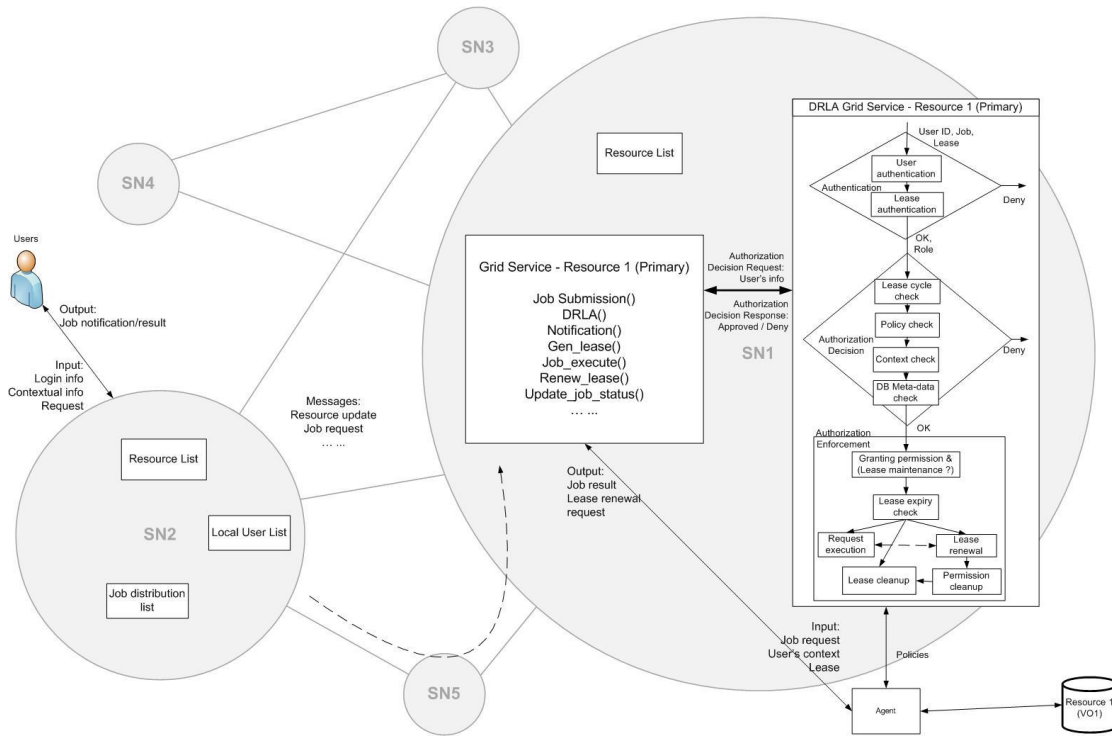 SN3
SN4
Users
Output:
Job notification/result
Input:
Login info
Contextual info
Request
Resource List
SN2
Local User List
Job distribution
list
Messages:
Resource update
Job request
… ...
SN5
Resource List
Grid Service - Resource 1 (Primary)
Job Submission()
DRLA()
Notification()
Gen_lease()
Job_execute()
Renew_lease()
Update_job_status()
… ...
Authorization
Decision Request:
User's info
Authorization
Decision Response:
Approved / Deny
SN1
Output:
Job result
Lease renewal
request
Input:
Job request
User's context
Lease
DRLA Grid Service - Resource 1 (Primary)
User ID, Job,
Lease
User
authentication
Authentication
Lease
authentication
Deny
OK,
Role
Lease cycle
check
Policy check
Authorization
Decision
Context check
Deny
DB Meta-data
check
OK
Authorization
Enforcement
Granting permission &
(Lease maintenance ?)
Lease expiry
check
Request
execution
Lease
renewal
Lease cleanup
Permission
cleanup
Policies
Agent
Resource 1
(VO1)